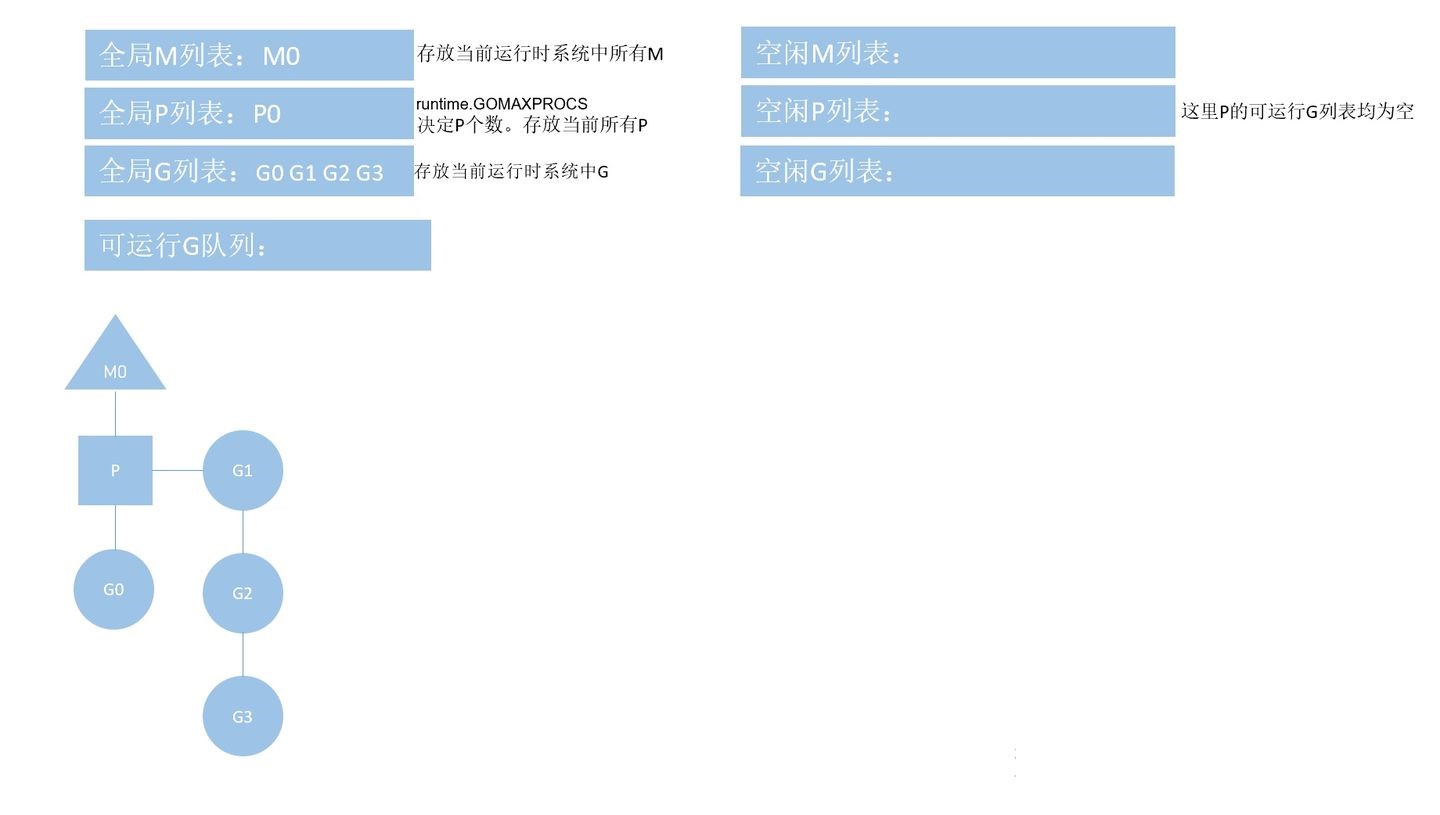 全局M列表：M0
存放当前运行时系统中所有M
全局P列表：P0
runtime.GOMAXPROCS
决定P个数。存放当前所有P
全局G列表：G0 G1 G2 G3
存放当前运行时系统中G
可运行G队列：
空闲M列表：
空闲P列表：
这里P的可运行G列表均为空
空闲G列表：
M0
P
G1
G0
G2
G3